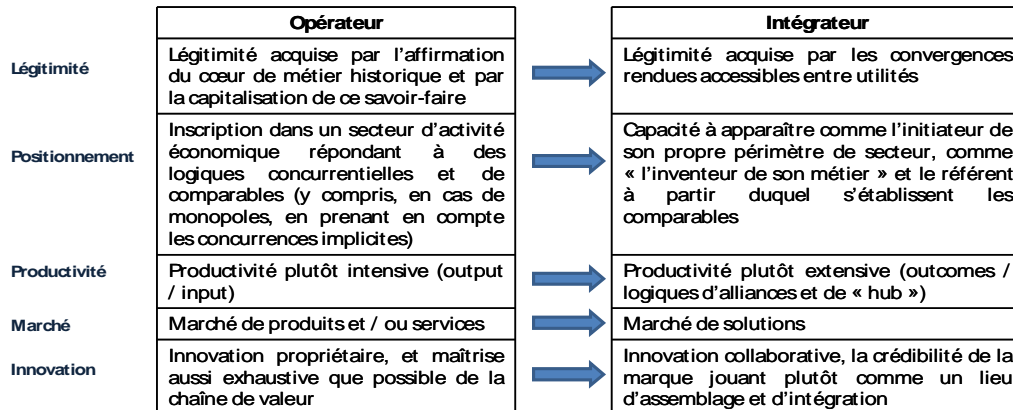 Opérateur
Intégrateur
Légitimité
Légitimité acquise par l'affirmation
du cœur de métier historique et par
la capitalisation de ce savoir-faire
Légitimité acquise par les convergences
rendues accessibles entre utilités
Positionnement
Inscription dans un secteur d'activité
économique répondant à des
logiques concurrentielles et de
comparables (y compris, en cas de
monopoles, en prenant en compte
les concurrences implicites)
Capacité à apparaître comme l'initiateur de
son propre périmètre de secteur, comme
« l'inventeur de son métier » et le référent
à partir duquel s'établissent les
comparables
Productivité
Productivité plutôt intensive (output
/ input)
Productivité plutôt extensive (outcomes /
logiques d'alliances et de « hub »)
Marché
Marché de produits et / ou services
Marché de solutions
Innovation
Innovation propriétaire, et maîtrise
aussi exhaustive que possible de la
chaîne de valeur
Innovation collaborative, la crédibilité de la
marque jouant plutôt comme un lieu
d'assemblage et d'intégration